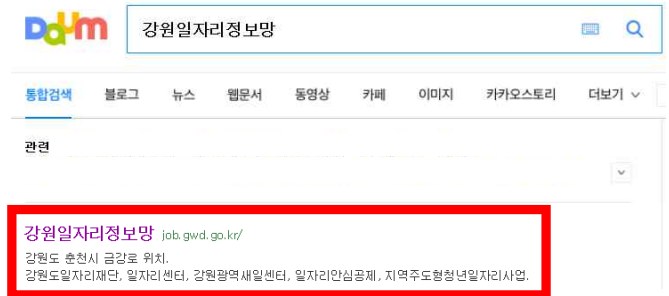 Daum 강원일자리정보망
통합검색 블로그 뉴스 웹문서 동영상 카페 이미지 카카오스토리 더보기
관련
강원일자리정보망 job.gwd.go.kr/
강원도 춘천시 금강로 위치.
강원도일자리재단, 일자리센터, 강원광역새일센터, 일자리안심공제, 지역주도형청년일자리사업.